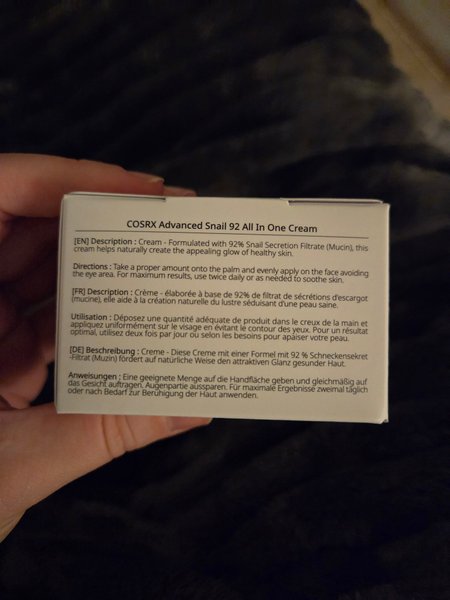 COSRX Advanced Snail 92 All In One Cream
[EN] Description : Cream - Formulated with 92% Snail Secretion Filtrate (Mucin), this
cream helps naturally create the appealing glow of healthy skin.
Directions : Take a proper amount onto the palm and evenly apply on the face avoiding
the eye area. For maximum results, use twice daily or as needed to soothe skin.
[FR] Description : Crème - élaborée à base de 92% de filtrat de sécrétions d'escargot
(mucine), elle aide à la création naturelle du lustre séduisant d'une peau saine.
Utilisation : Déposez une quantité adéquate de produit dans le creux de la main et
appliquez uniformément sur le visage en évitant le contour des yeux. Pour un résultat
optimal, utilisez deux fois par jour ou selon les besoins pour apaiser votre peau.
[DE] Beschreibung : Creme - Diese Creme mit einer Formel mit 92 % Schneckensekret
-Filtrat (Muzin) fördert auf natürliche Weise den attraktiven Glanz gesunder Haut.
Anweisungen : Eine geeignete Menge auf die Handfläche geben und gleichmäßig auf
das Gesicht auftragen. Augenpartie aussparen. Für maximale Ergebnisse zweimal täglich
oder nach Bedarf zur Beruhigung der Haut anwenden.